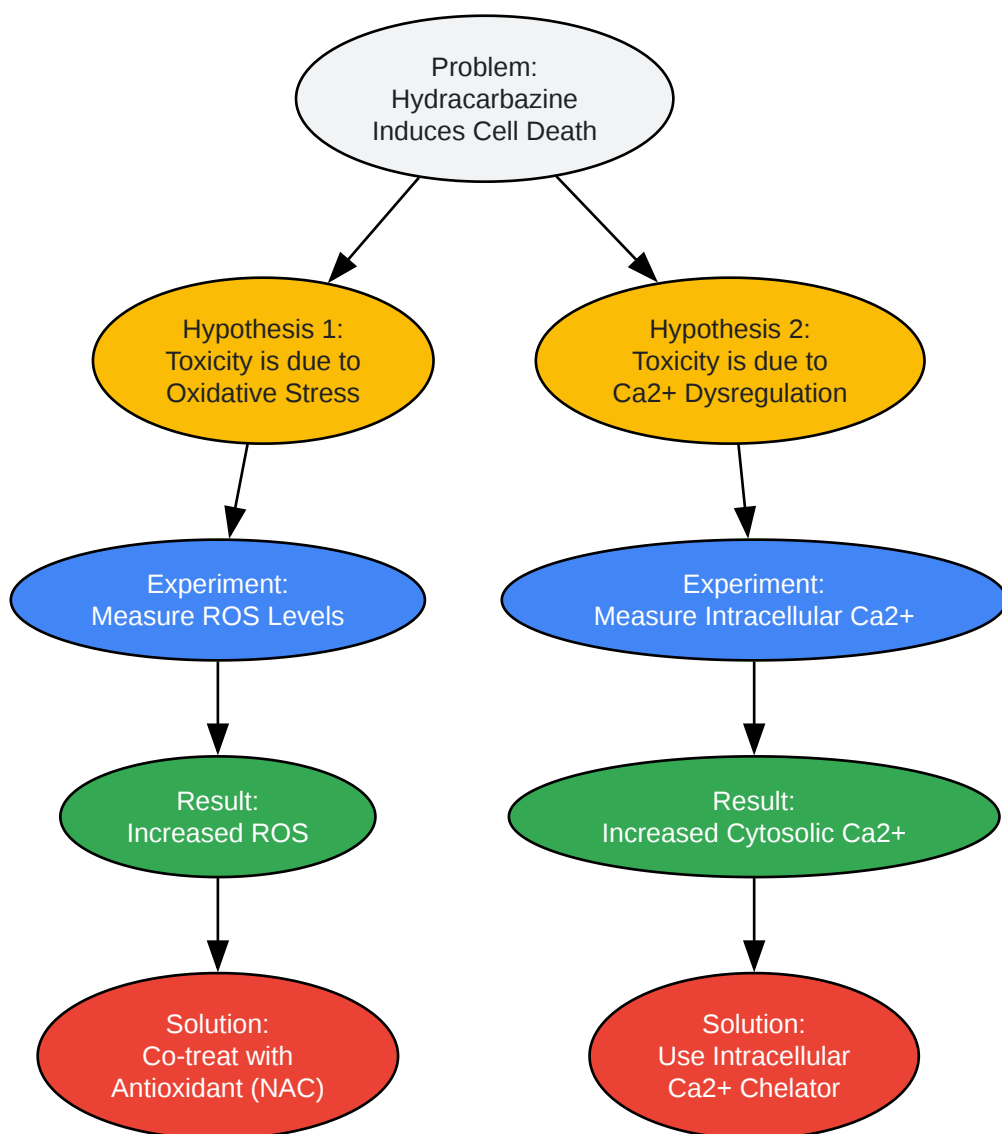 Problem:
Hydracarbazine
Induces Cell Death
Hypothesis 1:
Toxicity is due to
Oxidative Stress
Hypothesis 2:
Toxicity is due to
Ca2+ Dysregulation
Experiment:
Measure ROS Levels
Experiment:
Measure Intracellular Ca2+
Result:
Increased ROS
Result:
Increased Cytosolic Ca2+
Solution:
Co-treat with
Antioxidant (NAC)
Solution:
Use Intracellular
Ca2+ Chelator